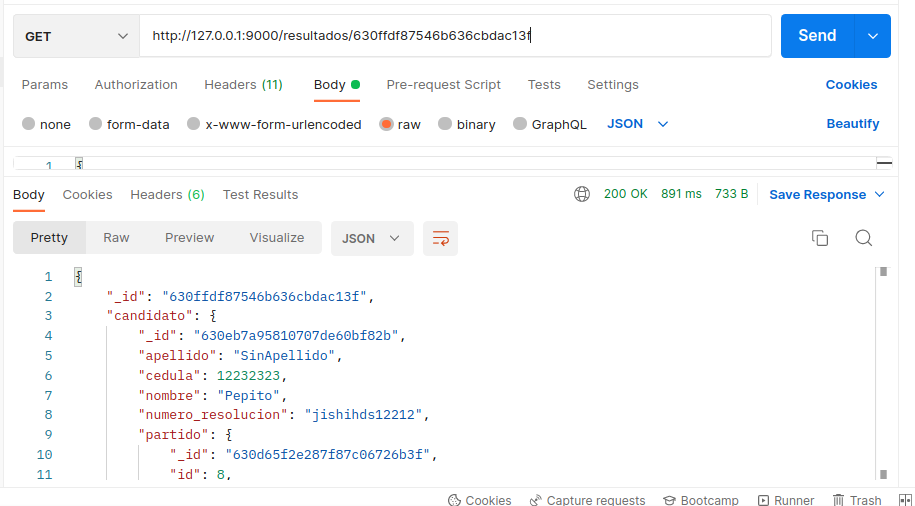 GET http://127.0.0.1:9000/resultados/630ffdf87546b636cbdac13f Send
Params Authorization Headers (11) Body Pre-request Script Tests Settings Cookies
none form-data x-www-form-urlencoded raw binary GraphQL JSON Beautify
1 {
Body Cookies Headers (6) Test Results 200 OK 891 ms 733 B Save Response
Pretty Raw Preview Visualize JSON
1 {
2 "_id": "630ffdf87546b636cbdac13f",
3 "candidato": {
4 "_id": "630eb7a95810707de60bf82b",
5 "apellido": "SinApellido",
6 "cedula": 12232323,
7 "nombre": "Pepito",
8 "numero_resolucion": "jishihds12212",
9 "partido": {
10 "_id": "630d65f2e287f87c06726b3f",
11 "id": 8,
Cookies Capture requests Bootcamp Runner Trash